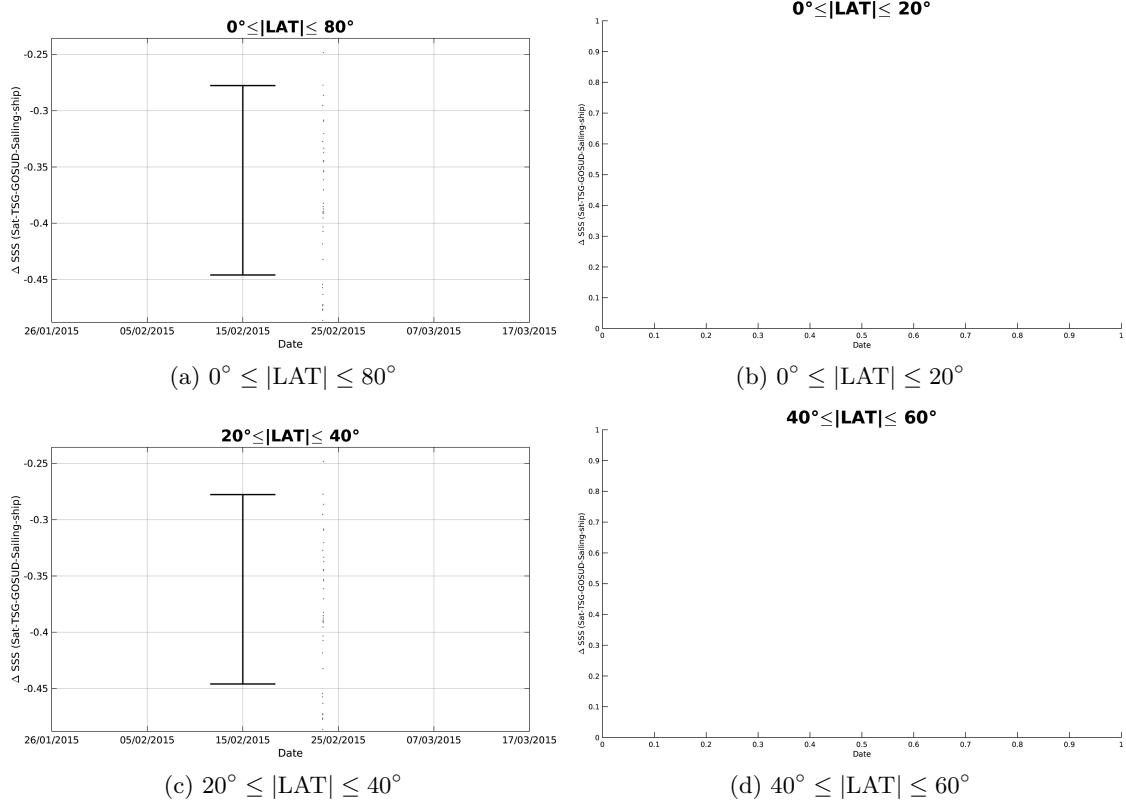 0°≤|LAT|≤ 80°
-0.25
-0.3
-0.35
-0.4
-0.45
Δ SSS (Sat-TSG-GOSUD-Sailing-ship)
26/01/2015 05/02/2015 15/02/2015 25/02/2015 07/03/2015 17/03/2015
Date
(a) 0° ≤ |LAT| ≤ 80°
0°≤|LAT|≤ 20°
1
0.9
0.8
0.7
0.6
0.5
0.4
0.3
0.2
0.1
0
Δ SSS (Sat-TSG-GOSUD-Sailing-ship)
0 0.1 0.2 0.3 0.4 0.5 0.6 0.7 0.8 0.9 1
Date
(b) 0° ≤ |LAT| ≤ 20°
20°≤|LAT|≤ 40°
-0.25
-0.3
-0.35
-0.4
-0.45
Δ SSS (Sat-TSG-GOSUD-Sailing-ship)
26/01/2015 05/02/2015 15/02/2015 25/02/2015 07/03/2015 17/03/2015
Date
(c) 20° ≤ |LAT| ≤ 40°
40°≤|LAT|≤ 60°
1
0.9
0.8
0.7
0.6
0.5
0.4
0.3
0.2
0.1
0
Δ SSS (Sat-TSG-GOSUD-Sailing-ship)
0 0.1 0.2 0.3 0.4 0.5 0.6 0.7 0.8 0.9 1
Date
(d) 40° ≤ |LAT| ≤ 60°